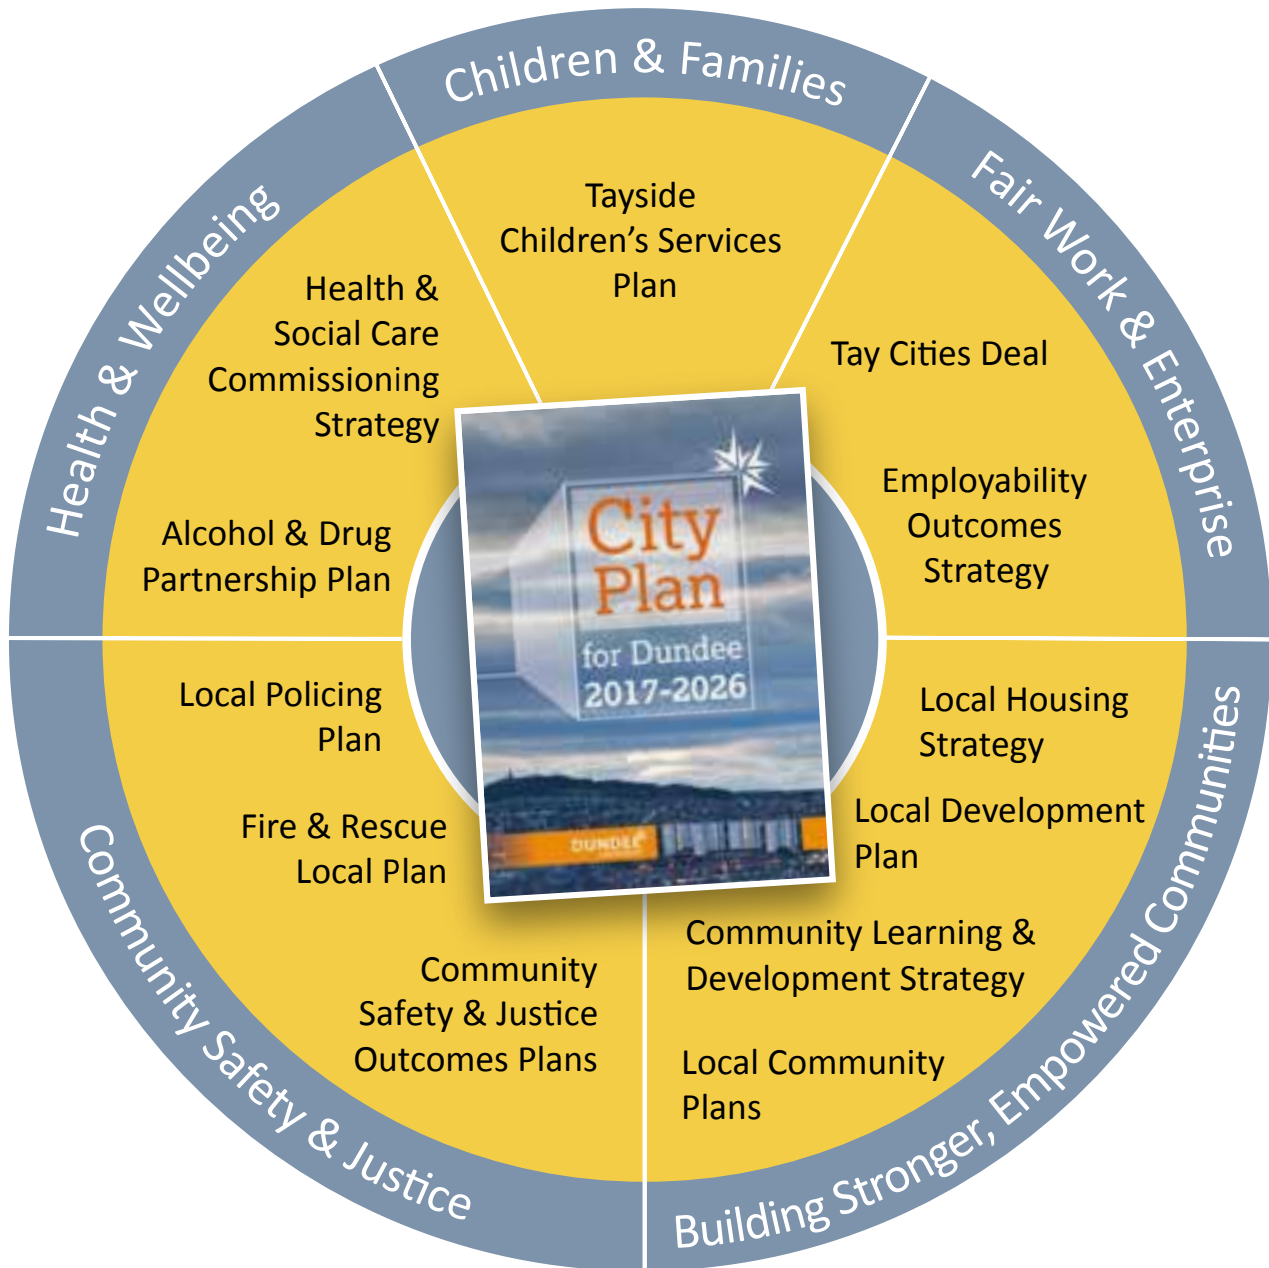 Children & Families
Tayside
Children’s Services
Plan
Fair Work & Enterprise
Tay Cities Deal
Employability
Outcomes
Strategy
Building Stronger, Empowered Communities
Local Housing
Strategy
Local Development
Plan
Community Learning &
Development Strategy
Local Community
Plans
Community Safety & Justice
Local Policing
Plan
Fire & Rescue
Local Plan
Community
Safety & Justice
Outcomes Plans
Health & Wellbeing
Health &
Social Care
Commissioning
Strategy
Alcohol & Drug
Partnership Plan
City
Plan
for Dundee
2017-2026
DUNDEE